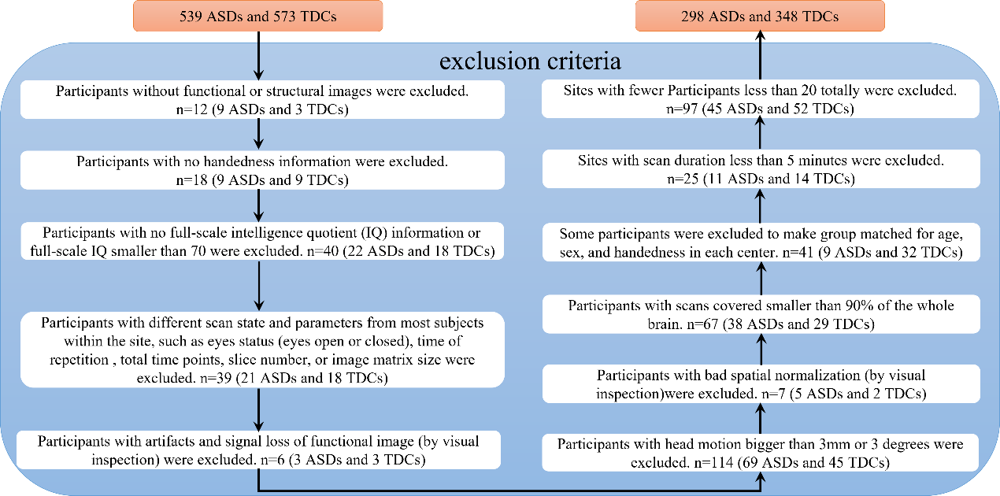 539 ASDs and 573 TDCs
298 ASDs and 348 TDCs
exclusion criteria
Participants without functional or structural images were excluded.
n=12 (9 ASDs and 3 TDCs)
Participants with no handedness information were excluded.
n=18 (9 ASDs and 9 TDCs)
Participants with no full-scale intelligence quotient (IQ) information or
full-scale IQ smaller than 70 were excluded. n=40 (22 ASDs and 18 TDCs)
Participants with different scan state and parameters from most subjects
within the site, such as eyes status (eyes open or closed), time of
repetition , total time points, slice number, or image matrix size were
excluded. n=39 (21 ASDs and 18 TDCs)
Participants with artifacts and signal loss of functional image (by visual
inspection) were excluded. n=6 (3 ASDs and 3 TDCs)
Participants with head motion bigger than 3mm or 3 degrees were
excluded. n=114 (69 ASDs and 45 TDCs)
Participants with bad spatial normalization (by visual
inspection)were excluded. n=7 (5 ASDs and 2 TDCs)
Participants with scans covered smaller than 90% of the whole
brain. n=67 (38 ASDs and 29 TDCs)
Some participants were excluded to make group matched for age,
sex, and handedness in each center. n=41 (9 ASDs and 32 TDCs)
Sites with scan duration less than 5 minutes were excluded.
n=25 (11 ASDs and 14 TDCs)
Sites with fewer Participants less than 20 totally were excluded.
n=97 (45 ASDs and 52 TDCs)